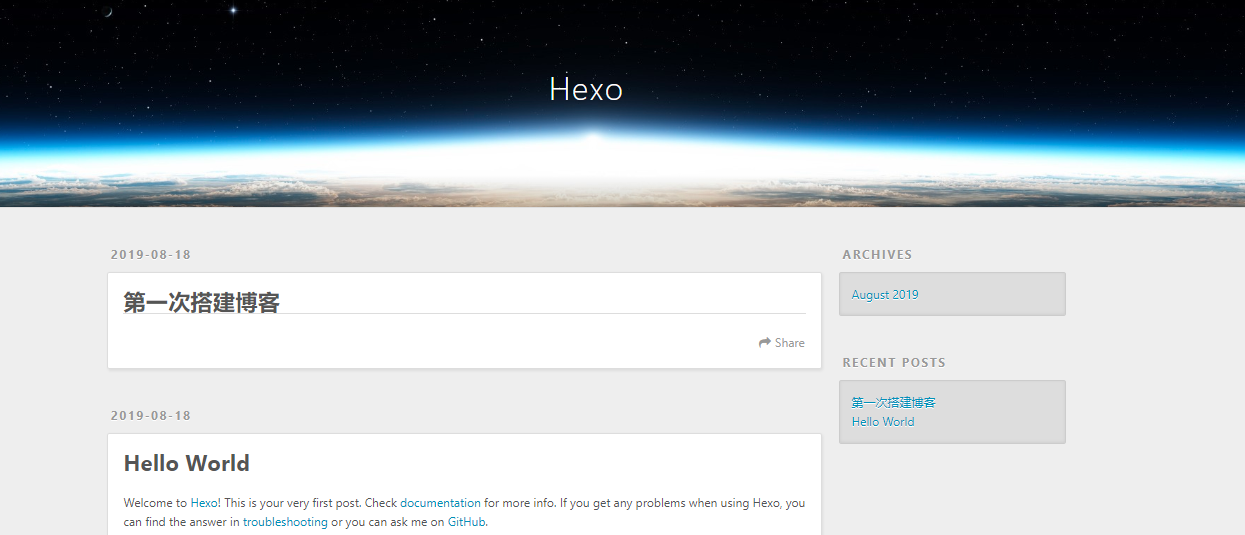 Hexo
2019-08-18
第一次搭建博客
Share
2019-08-18
Hello World
Welcome to Hexo! This is your very first post. Check documentation for more info. If you get any problems when using Hexo, you
can find the answer in troubleshooting or you can ask me on GitHub.
ARCHIVES
August 2019
RECENT POSTS
第一次搭建博客
Hello World